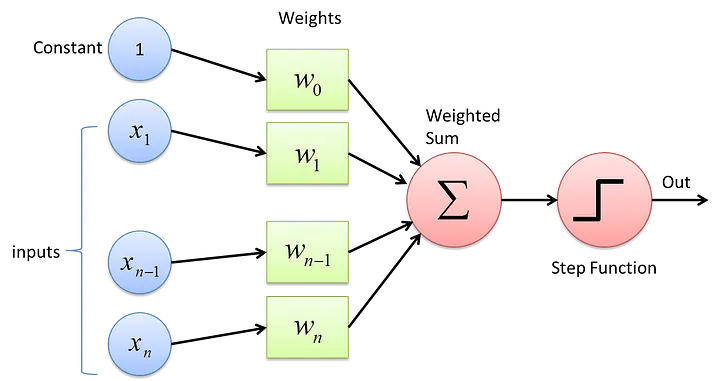 Weights
Constant
1
w₀
x₁
w₁
Weighted
Sum
Σ
Out
inputs
xₙ₋₁
wₙ₋₁
Step Function
xₙ
wₙ